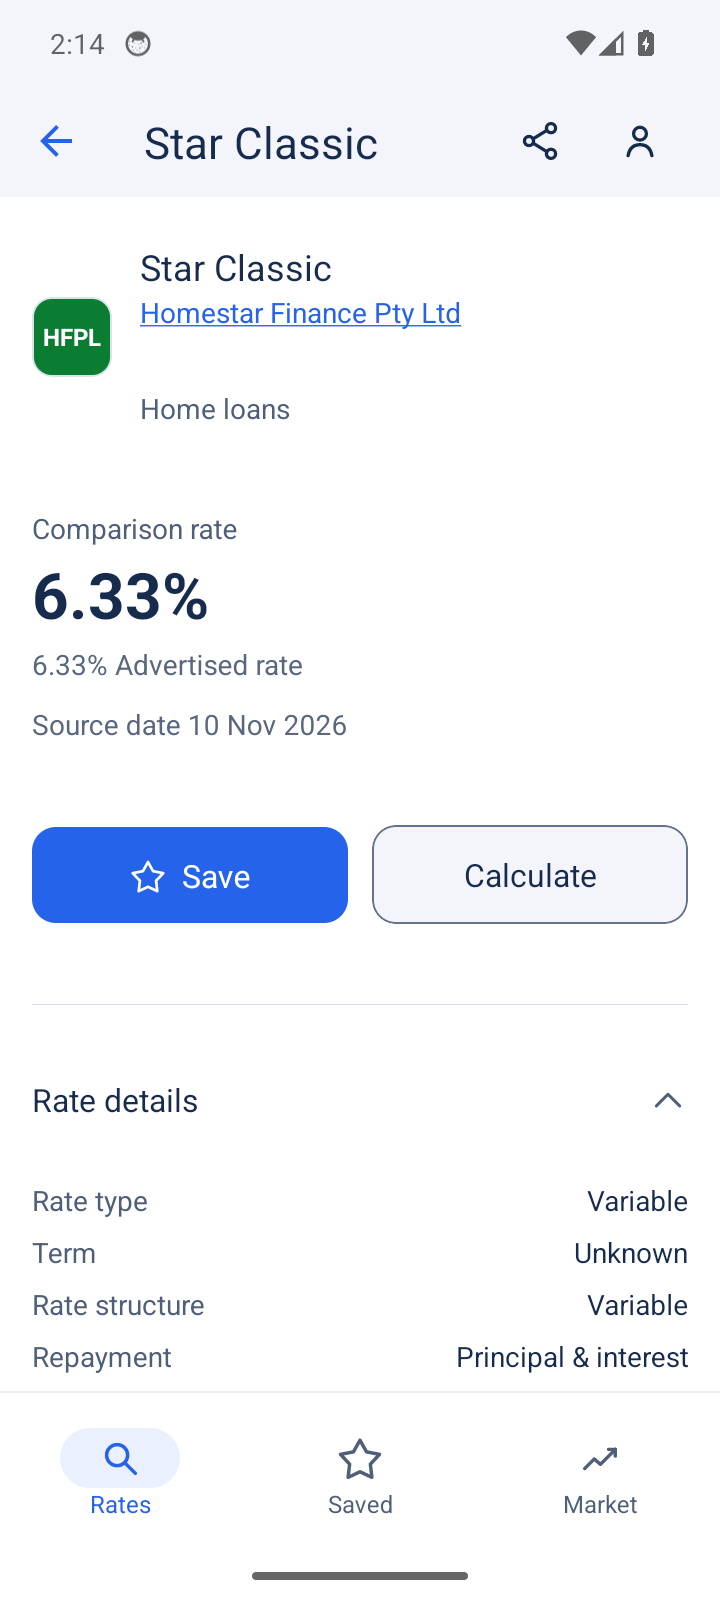 2:14
Star Classic
Star Classic
Homestar Finance Pty Ltd
HFPL
Home loans
Comparison rate
6.33%
6.33% Advertised rate
Source date 10 Nov 2026
Save
Calculate
Rate details
Rate type Variable
Term Unknown
Rate structure Variable
Repayment Principal & interest
Rates Saved Market